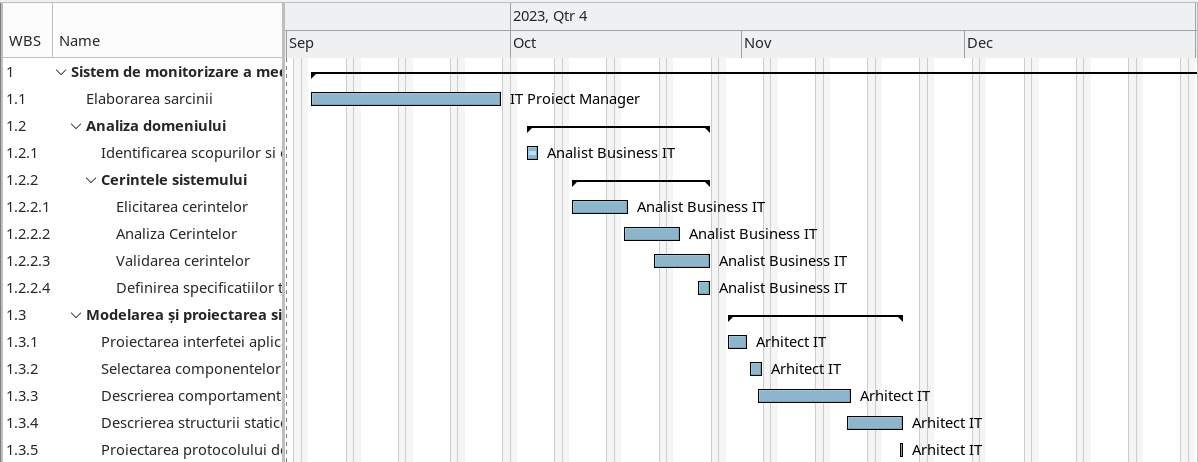 2023, Qtr 4
WBS Name Sep Oct Nov Dec
1 Sistem de monitorizare a med
1.1 Elaborarea sarcinii IT Project Manager
1.2 Analiza domeniului
1.2.1 Identificarea scopurilor si Analist Business IT
1.2.2 Cerintele sistemului
1.2.2.1 Elicitarea cerintelor Analist Business IT
1.2.2.2 Analiza Cerintelor Analist Business IT
1.2.2.3 Validarea cerintelor Analist Business IT
1.2.2.4 Definirea specificatiilor t Analist Business IT
1.3 Modelarea și proiectarea si
1.3.1 Proiectarea interfetei aplic Arhitect IT
1.3.2 Selectarea componentelor Arhitect IT
1.3.3 Descrierea comportament Arhitect IT
1.3.4 Descrierea structurii static Arhitect IT
1.3.5 Proiectarea protocolului d Arhitect IT